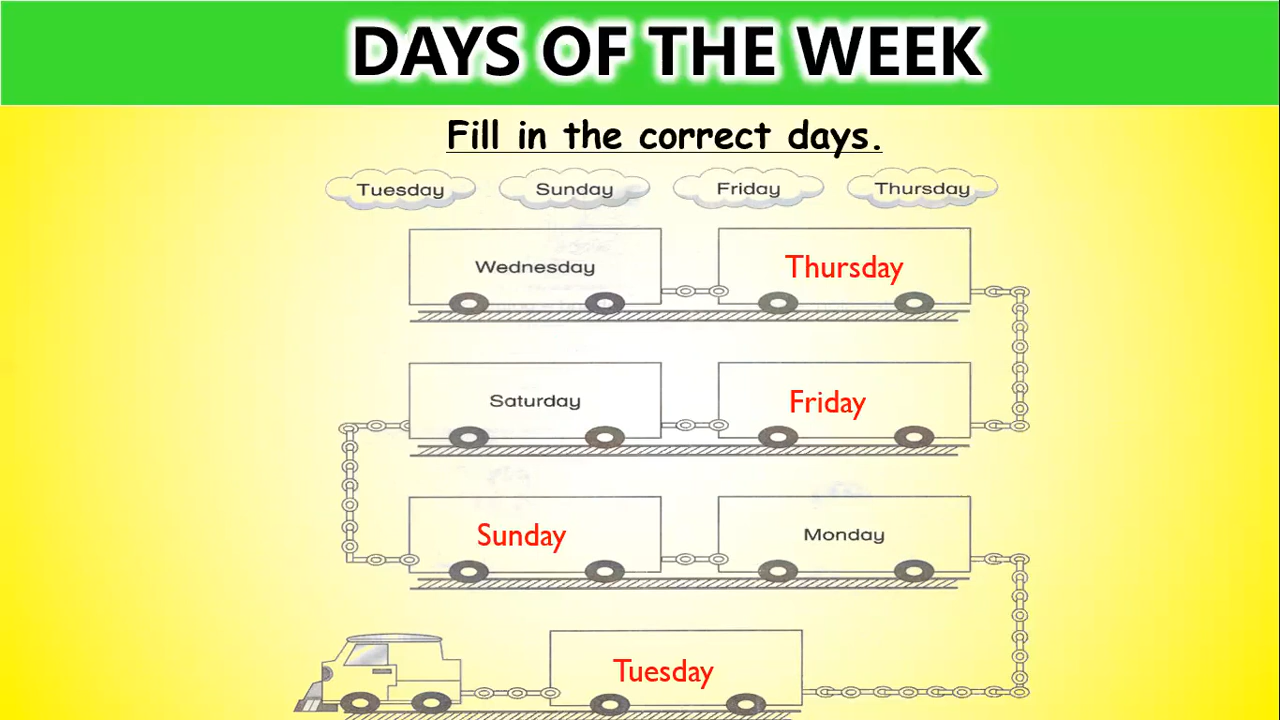 DAYS OF THE WEEK
Fill in the correct days.
Tuesday Sunday Friday Thursday
Wednesday Thursday
Saturday Friday
Sunday Monday
Tuesday